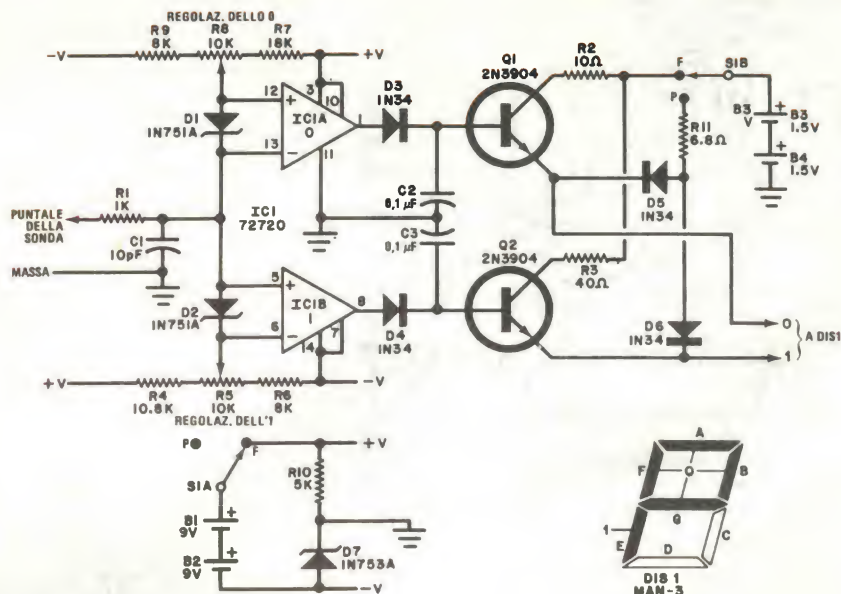 REGOLAZ. DELLO 0
R9
8K
R8
10K
R7
18K
-V
+V
D1
1N751A
12
+
13
-
3
10
IC1A
0
1
11
D3
1N34
Q1
2N3904
R2
10Ω
F
S1B
P
R11
6.8Ω
B3
V
+
B3
1.5V
+
B4
1.5V
PUNTALE
DELLA
SONDA
R1
1K
C1
10pF
MASSA
IC1
72720
C2
0,1 µF
C3
0,1 µF
D5
1N34
D2
1N751A
5
+
6
-
IC1B
1
8
7
14
D4
1N34
Q2
2N3904
R3
40Ω
D6
1N34
0
1
A DIS1
+V
R4
10.8K
R5
10K
R6
8K
-V
REGOLAZ. DELL'1
P
F
+V
S1A
R10
5K
B1
9V
+
B2
9V
+
D7
1N753A
-V
A
F
O
B
G
1
E
D
C
DIS 1
MAN-3